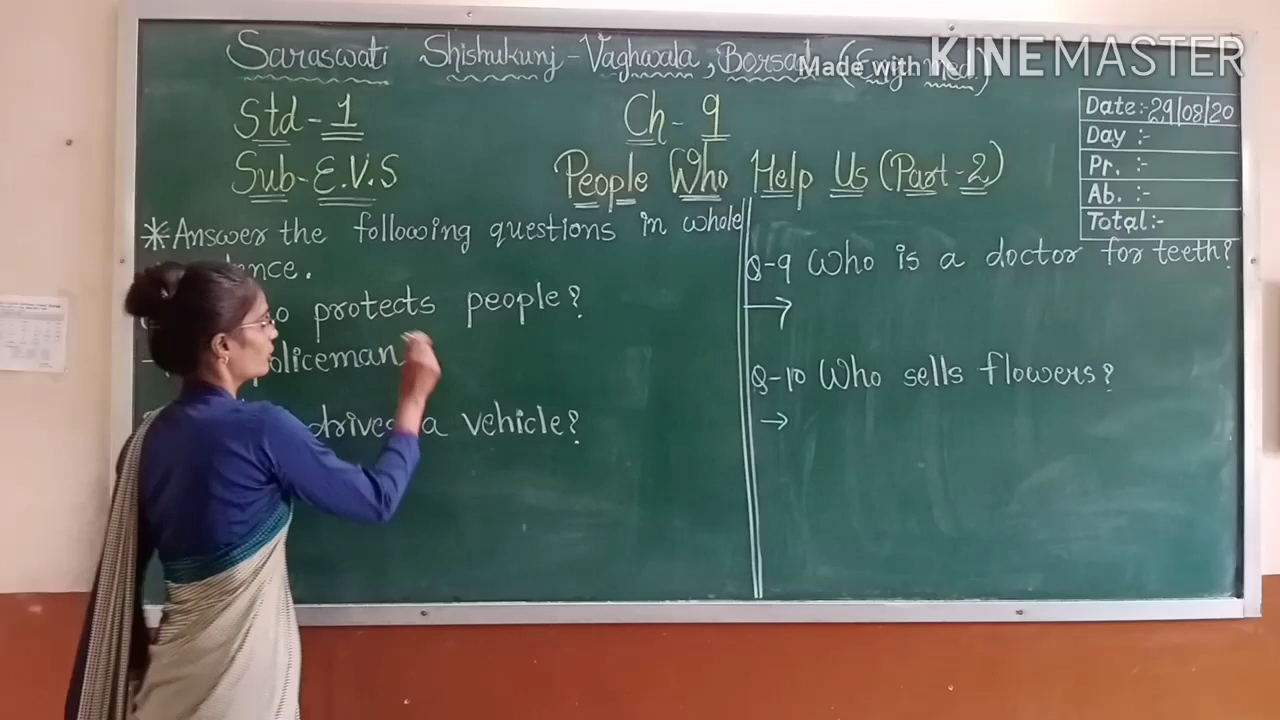 Saraswati Shishukunj - Vaghwala, Borsad
Made with KINEMASTER
Std - 1
Ch - 9
Sub - E.V.S
People Who Help Us (Part - 2)
Date:- 29/08/20
Day :-
Pr. :-
Ab. :-
Total:-
* Answer the following questions in whole
protects people?
policeman
drives a vehicle?
Q-9 Who is a doctor for teeth?
→
Q-10 Who sells flowers?
→